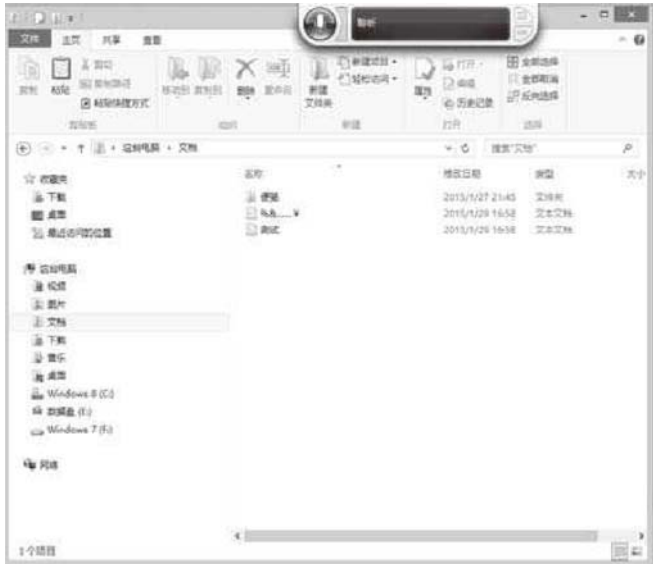 聆听
文件 主页 共享 查看
复制 粘贴 剪切 复制路径 粘贴快捷方式 移动到 复制到 删除 重命名 新建文件夹 新建项目 轻松访问 属性 打开 编辑 历史记录 全部选择 全部取消 反向选择
剪贴板 组织 新建 打开 选择
这台电脑 文档 搜索"文档"
名称 修改日期 类型 大小
收藏夹
下载
桌面
最近访问的位置
这台电脑
视频
图片
文档
下载
音乐
桌面
Windows 8 (C:)
数据盘 (E:)
Windows 7 (F:)
网络
便笺 2015/1/27 21:45 文件夹
2015/1/29 16:58 文本文档
测试 2015/1/29 16:58 文本文档
1 个项目